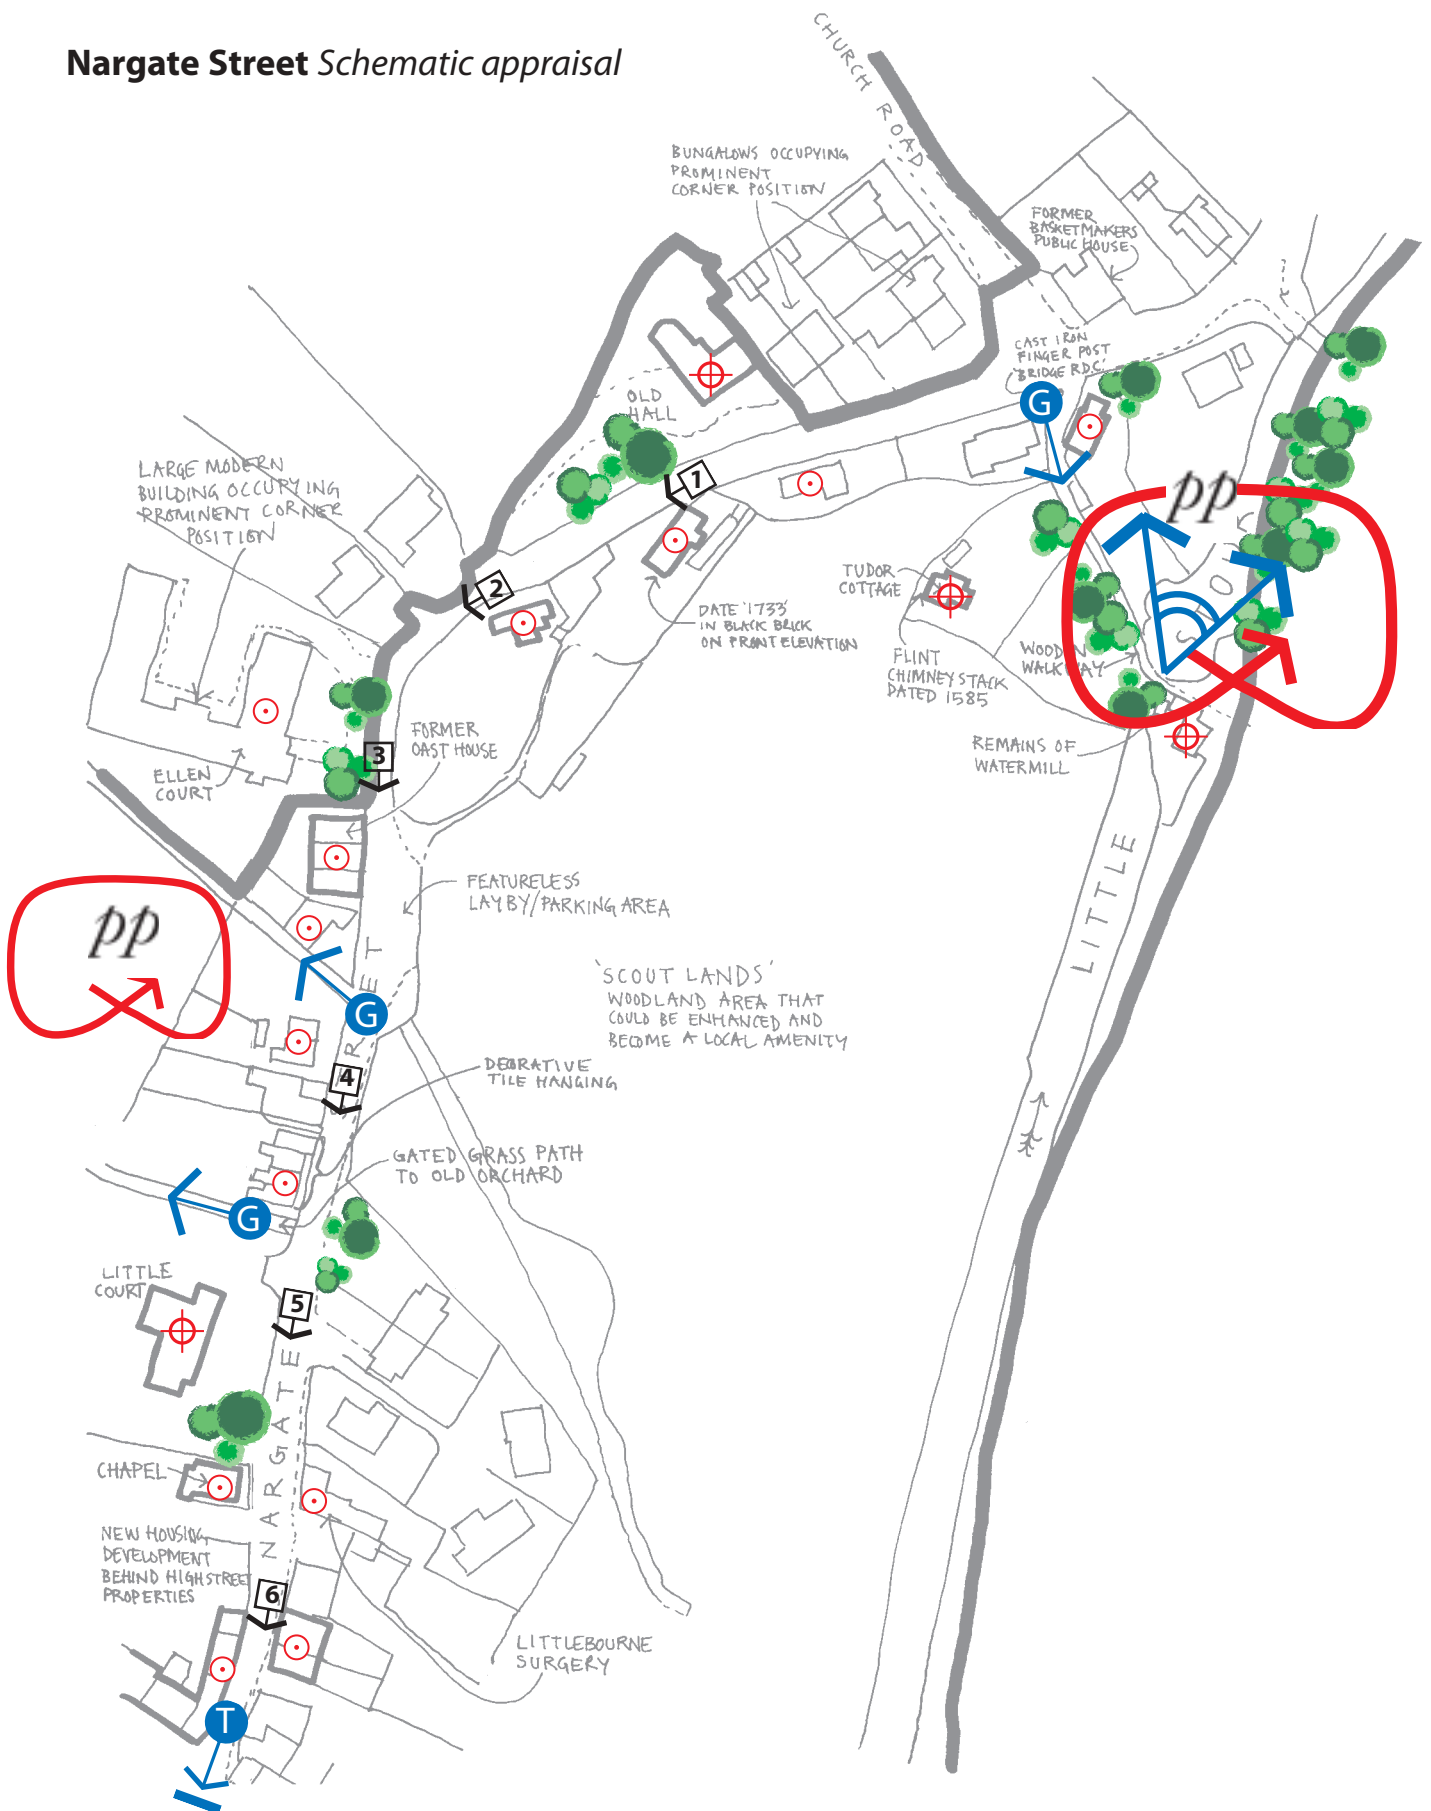 Nargate Street Schematic appraisal
CHURCH ROAD
BUNGALOWS OCCUPYING
PROMINENT
CORNER POSITION
FORMER
BASKETMAKERS
PUBLIC HOUSE
CAST IRON
FINGER POST
'BRIDGE R.D.C.'
G
OLD
HALL
1
LARGE MODERN
BUILDING OCCUPYING
PROMINENT CORNER
POSITION
pp
2
TUDOR
COTTAGE
DATE '1733'
IN BLACK BRICK
ON FRONT ELEVATION
FLINT
CHIMNEY STACK
DATED 1585
WOODEN
WALKWAY
REMAINS OF
WATERMILL
FORMER
OAST HOUSE
3
ELLEN
COURT
LITTLE
FEATURELESS
LAYBY/PARKING AREA
pp
'SCOUT LANDS'
WOODLAND AREA THAT
COULD BE ENHANCED AND
BECOME A LOCAL AMENITY
G
4
DECORATIVE
TILE HANGING
GATED GRASS PATH
TO OLD ORCHARD
G
LITTLE
COURT
5
NARGATE
REET
CHAPEL
NEW HOUSING
DEVELOPMENT
BEHIND HIGH STREET
PROPERTIES
6
LITTLEBOURNE
SURGERY
T